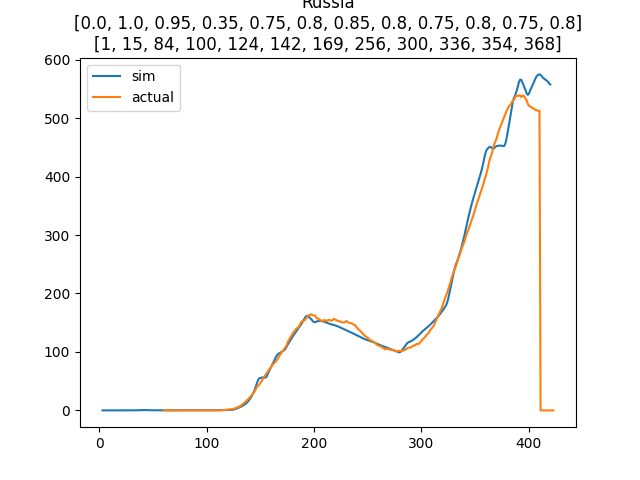 Russia
[0.0, 1.0, 0.95, 0.35, 0.75, 0.8, 0.85, 0.8, 0.75, 0.8, 0.75, 0.8]
[1, 15, 84, 100, 124, 142, 169, 256, 300, 336, 354, 368]
sim
actual
600
500
400
300
200
100
0
0 100 200 300 400